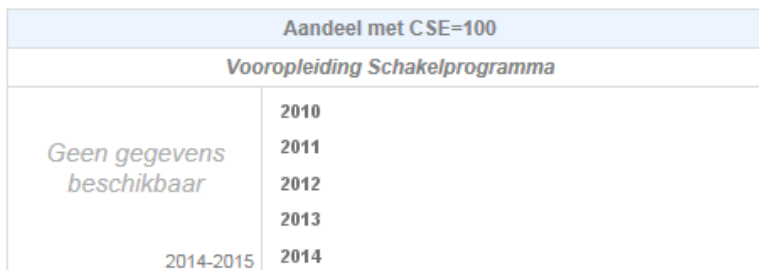 Aandeel met CSE=100
Vooropleiding Schakelprogramma
Geen gegevens
beschikbaar
2014-2015
2010
2011
2012
2013
2014